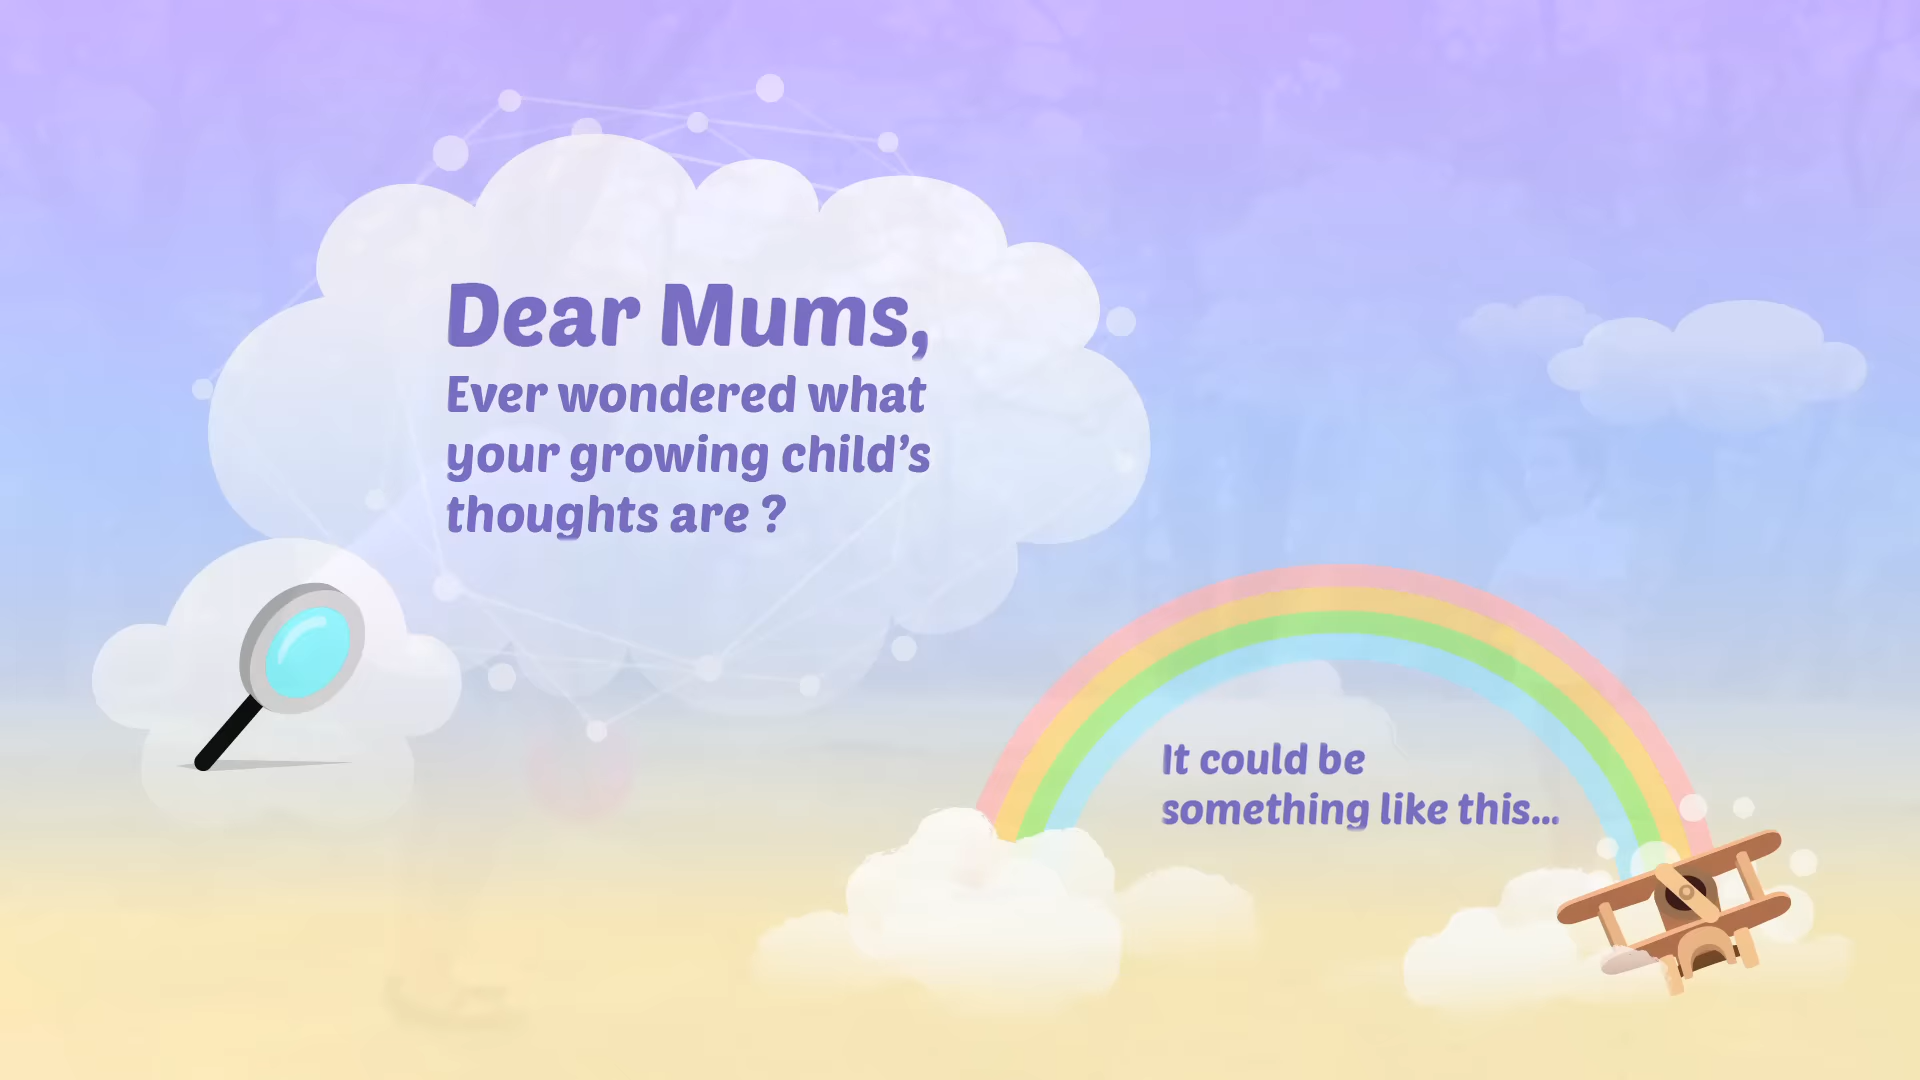 Dear Mums,
Ever wondered what
your growing child’s
thoughts are ?
It could be
something like this...